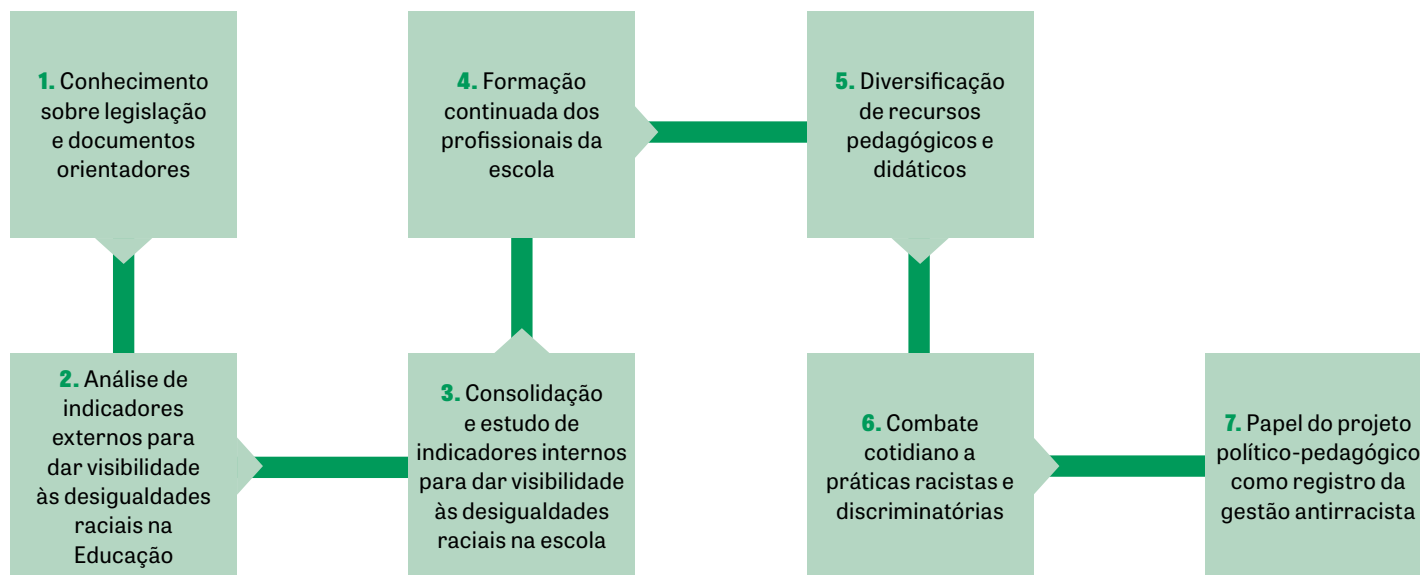 1. Conhecimento
sobre legislação
e documentos
orientadores
2. Análise de
indicadores
externos para
dar visibilidade
às desigualdades
raciais na
Educação
3. Consolidação
e estudo de
indicadores internos
para dar visibilidade
às desigualdades
raciais na escola
4. Formação
continuada dos
profissionais da
escola
5. Diversificação
de recursos
pedagógicos e
didáticos
6. Combate
cotidiano a
práticas racistas e
discriminatórias
7. Papel do projeto
político-pedagógico
como registro da
gestão antirracista